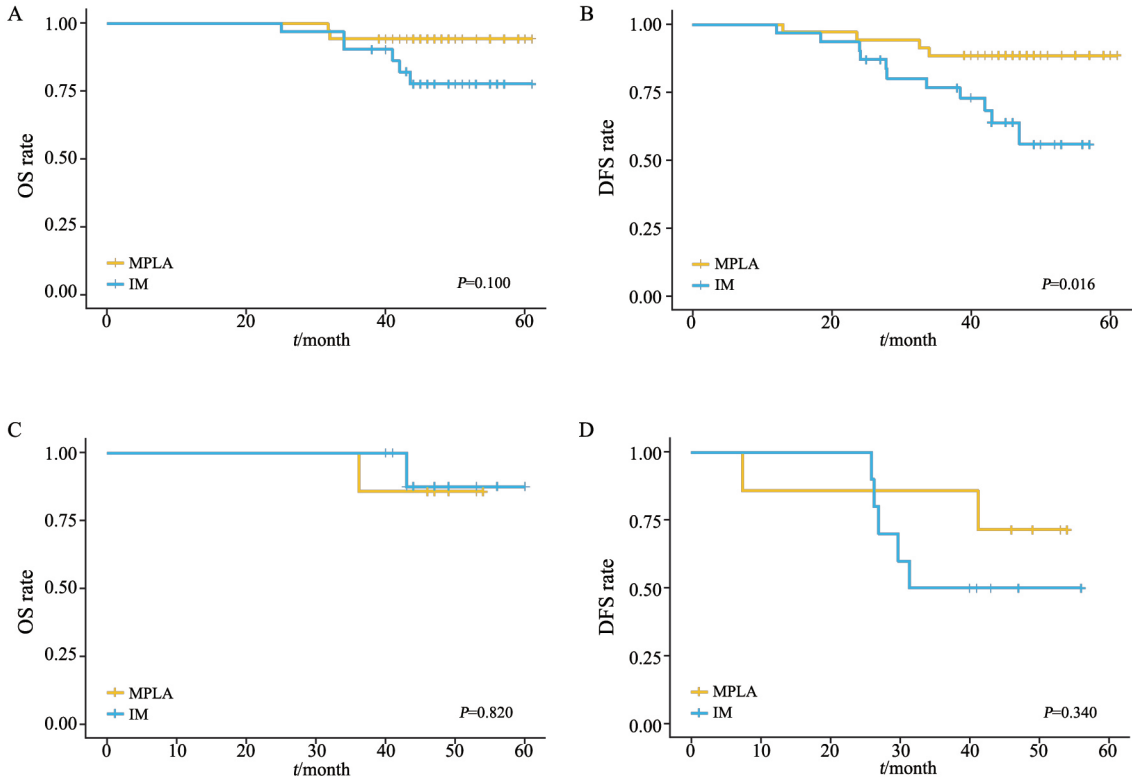 A
1.00
0.75
0.50
0.25
0.00
OS rate
MPLA
IM
P=0.100
0 20 40 60
t/month
B
1.00
0.75
0.50
0.25
0.00
DFS rate
MPLA
IM
P=0.016
0 20 40 60
t/month
C
1.00
0.75
0.50
0.25
0.00
OS rate
MPLA
IM
P=0.820
0 10 20 30 40 50 60
t/month
D
1.00
0.75
0.50
0.25
0.00
DFS rate
MPLA
IM
P=0.340
0 10 20 30 40 50 60
t/month